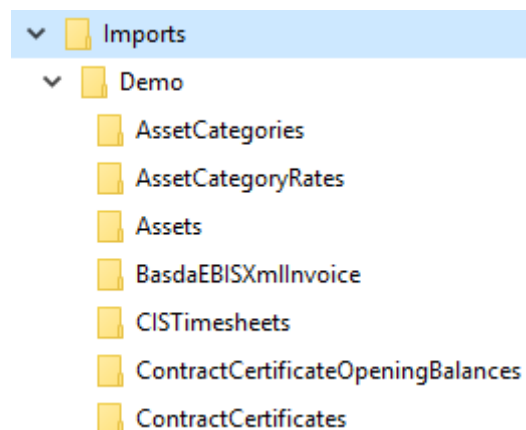 Imports
Demo
AssetCategories
AssetCategoryRates
Assets
BasdaEBISXmlInvoice
CISTimesheets
ContractCertificateOpeningBalances
ContractCertificates